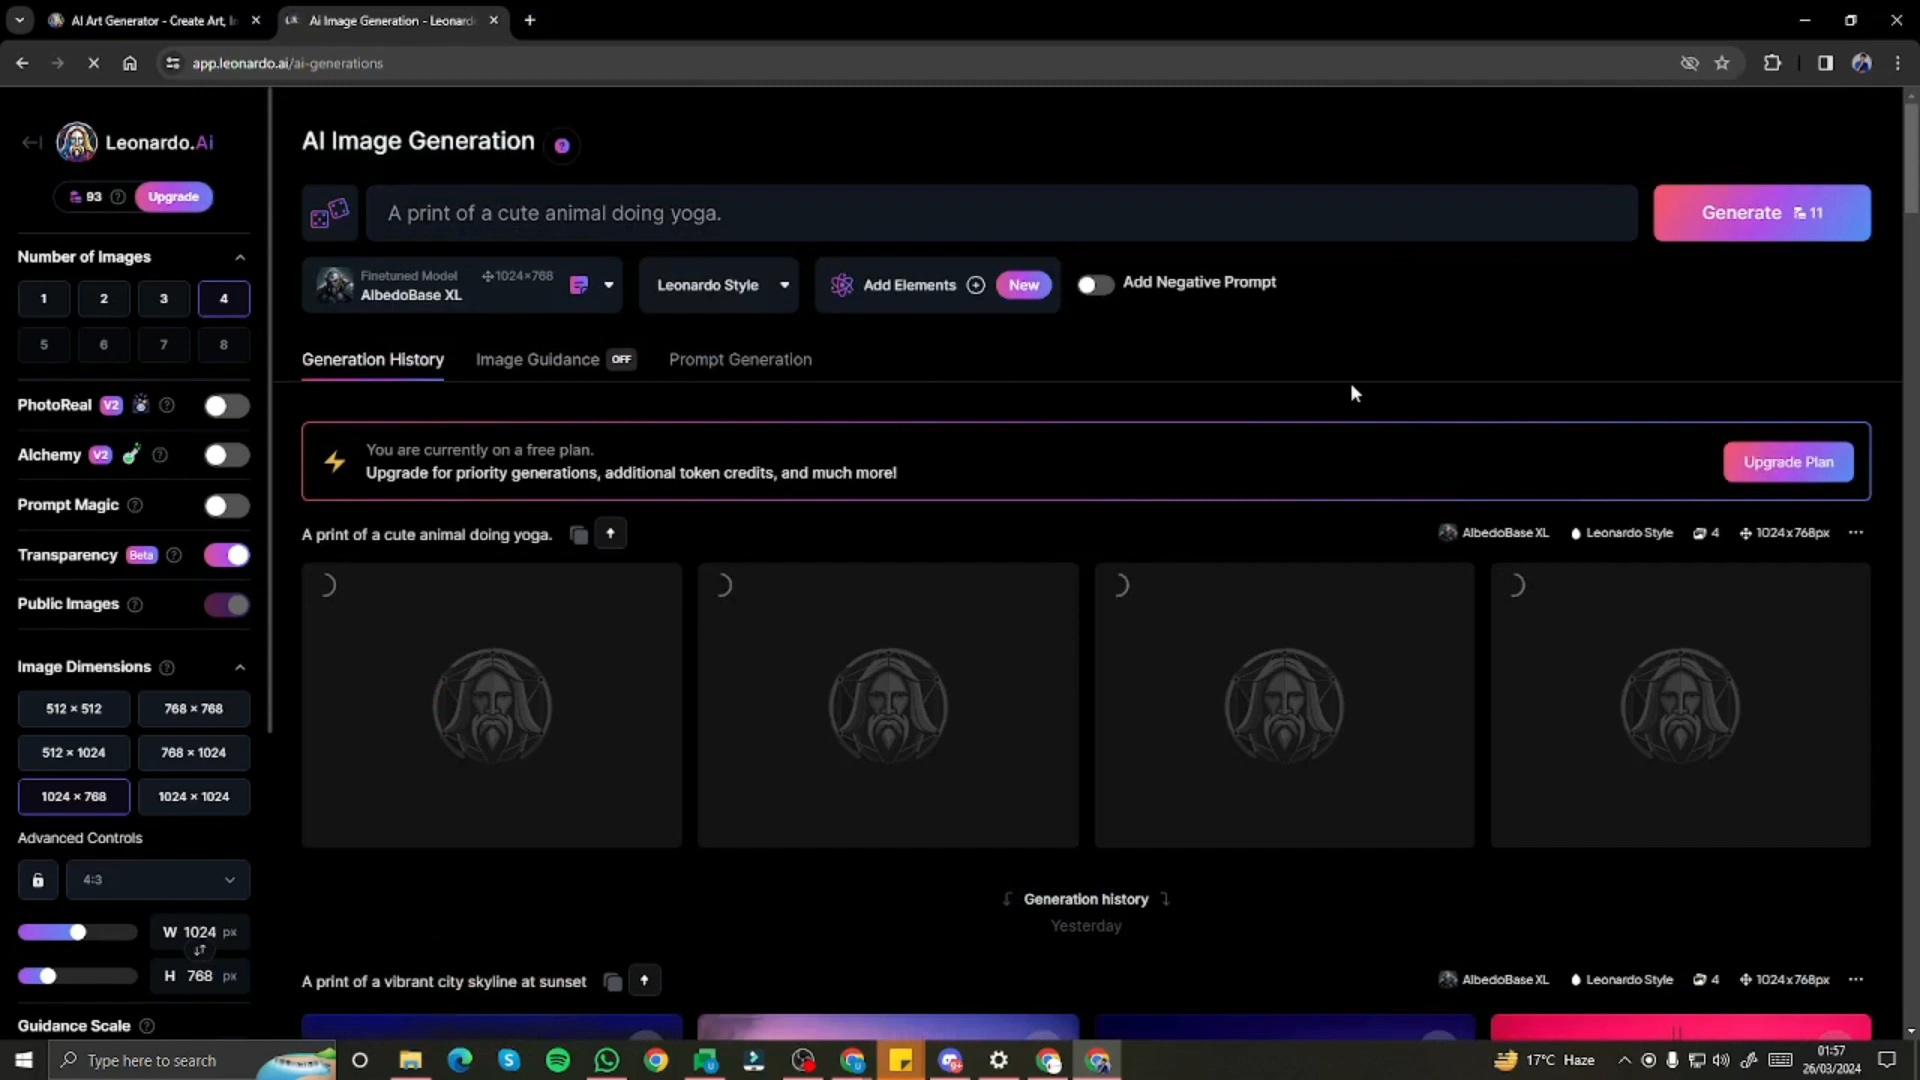 AI Art Generator - Create Art, In
Ai Image Generation - Leonardo
app.leonardo.ai/ai-generations
Leonardo.Ai
93 Upgrade
Number of Images
1 2 3 4
5 6 7 8
PhotoReal V2
Alchemy V2
Prompt Magic
Transparency Beta
Public Images
Image Dimensions
512 × 512 768 × 768
512 × 1024 768 × 1024
1024 × 768 1024 × 1024
Advanced Controls
4:3
W 1024 px
H 768 px
Guidance Scale
AI Image Generation
A print of a cute animal doing yoga.
Generate 11
Finetuned Model 1024×768
AlbedoBase XL
Leonardo Style
Add Elements New
Add Negative Prompt
Generation History Image Guidance OFF Prompt Generation
You are currently on a free plan.
Upgrade for priority generations, additional token credits, and much more!
Upgrade Plan
A print of a cute animal doing yoga.
AlbedoBase XL Leonardo Style 4 1024x768px
Generation history
Yesterday
A print of a vibrant city skyline at sunset
AlbedoBase XL Leonardo Style 4 1024x768px
Type here to search
17°C Haze
01:57
26/03/2024